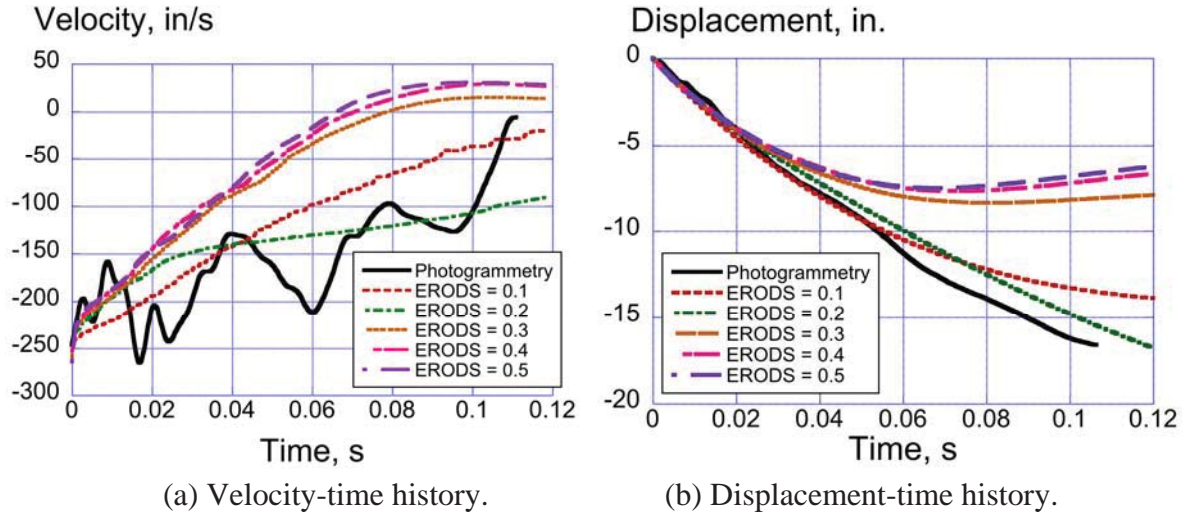 Velocity, in/s
50
0
-50
-100
-150
-200
-250
-300
0
0.02
0.04
0.06
0.08
0.1
0.12
Time, s
Photogrammetry
ERODS = 0.1
ERODS = 0.2
ERODS = 0.3
ERODS = 0.4
ERODS = 0.5
(a) Velocity-time history.
Displacement, in.
0
-5
-10
-15
-20
0
0.02
0.04
0.06
0.08
0.1
0.12
Time, s
Photogrammetry
ERODS = 0.1
ERODS = 0.2
ERODS = 0.3
ERODS = 0.4
ERODS = 0.5
(b) Displacement-time history.